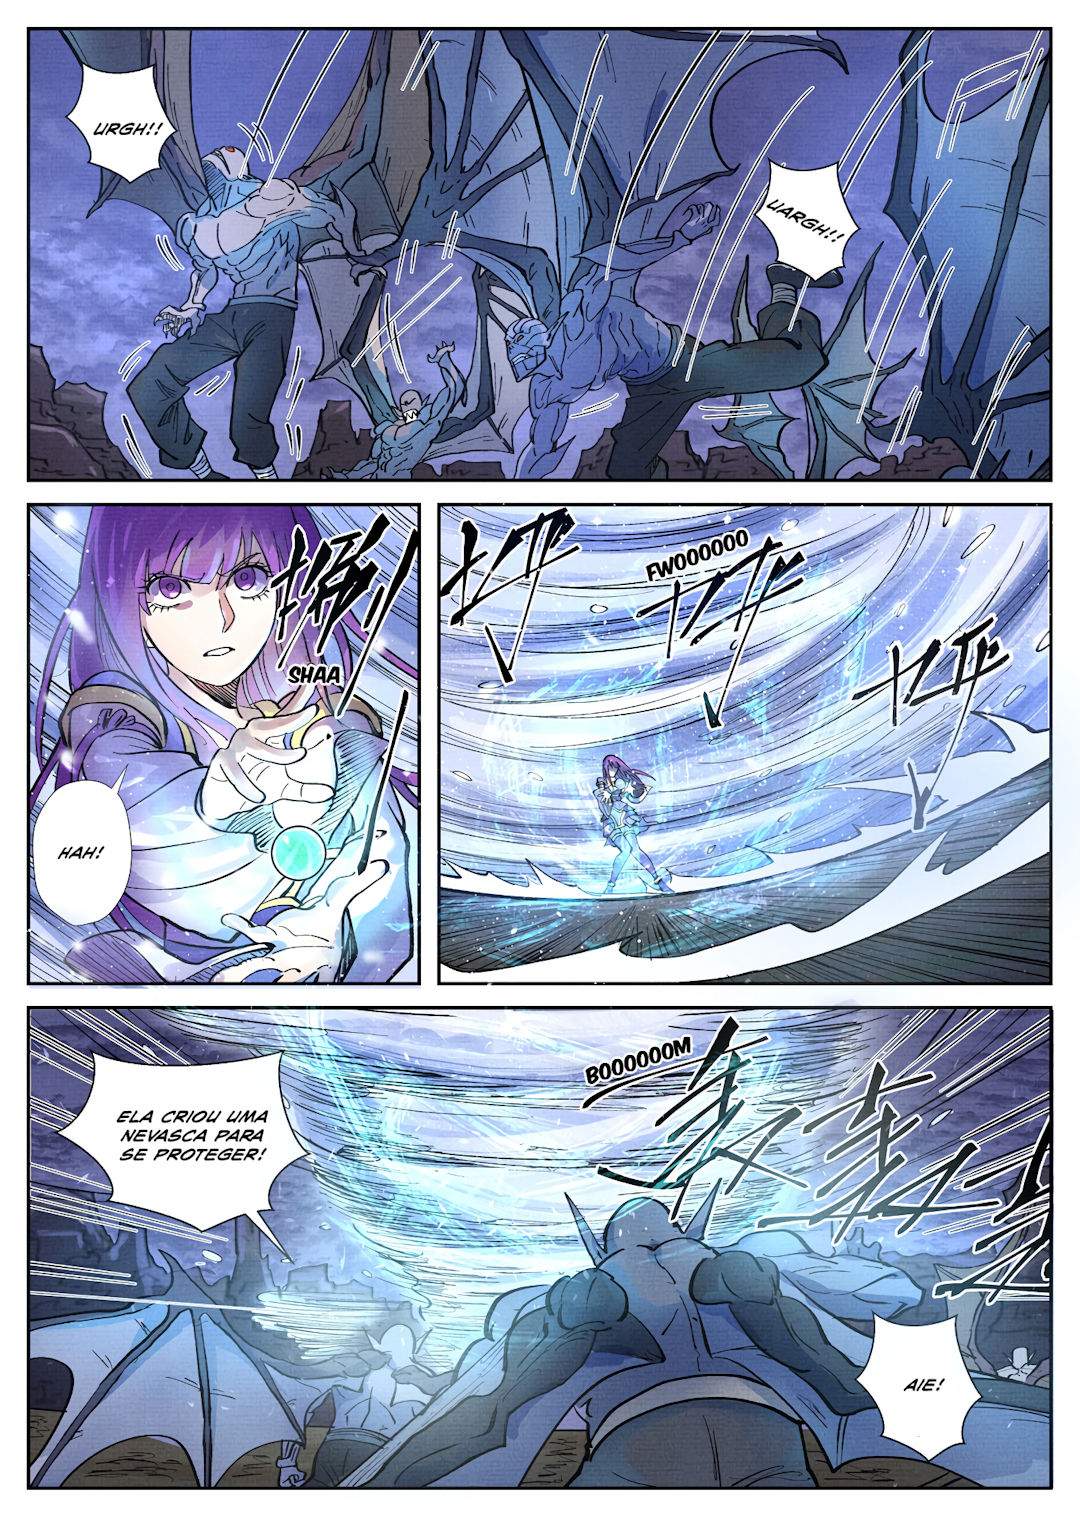 URGH!!
UARGH!!
SHAA
HAH!
FWOOOOOO
BOOOOOOM
ELA CRIOU UMA
NEVASCA PARA
SE PROTEGER!
AIE!